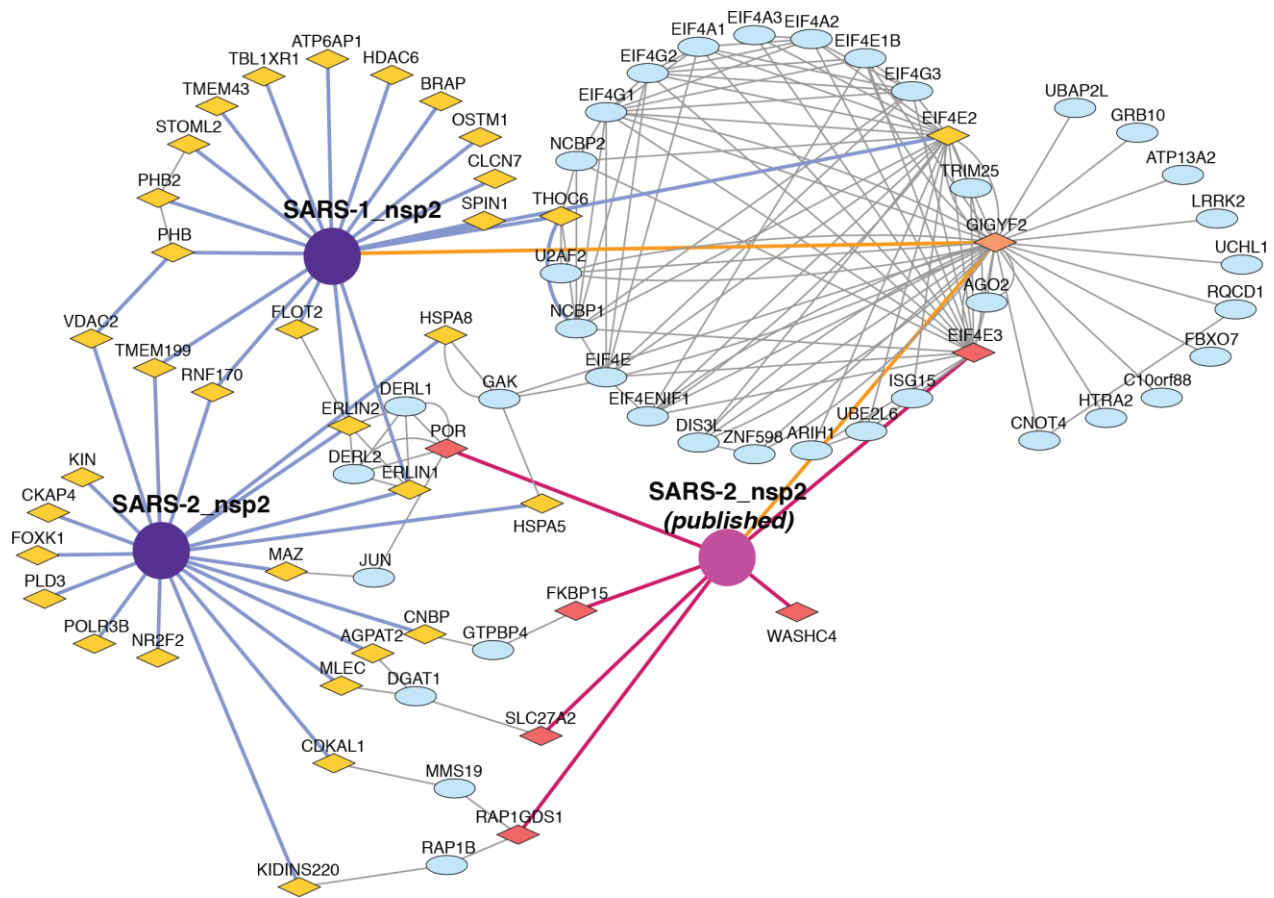 ATP6AP1
TBL1XR1
HDAC6
TMEM43
BRAP
STOML2
OSTM1
PHB2
CLCN7
SARS-1_nsp2
SPIN1
PHB
THOC6
VDAC2
TMEM199
RNF170
FLOT2
EIF4A3
EIF4A1
EIF4A2
EIF4G2
EIF4E1B
EIF4G1
EIF4G3
EIF4E2
NCBP2
TRIM25
UBAP2L
GRB10
ATP13A2
LRRK2
GIGYF2
UCHL1
U2AF2
AGO2
RQCD1
NCBP1
EIF4E3
FBXO7
EIF4E
ISG15
C10orf88
EIF4ENIF1
UBE2L6
HTRA2
DIS3L
ZNF598
ARIH1
CNOT4
HSPA8
GAK
DERL1
ERLIN2
POR
DERL2
ERLIN1
HSPA5
KIN
CKAP4
SARS-2_nsp2
FOXK1
PLD3
POLR3B
NR2F2
MAZ
JUN
SARS-2_nsp2
(published)
CNBP
GTPBP4
FKBP15
WASHC4
AGPAT2
MLEC
DGAT1
SLC27A2
CDKAL1
MMS19
RAP1GDS1
RAP1B
KIDINS220